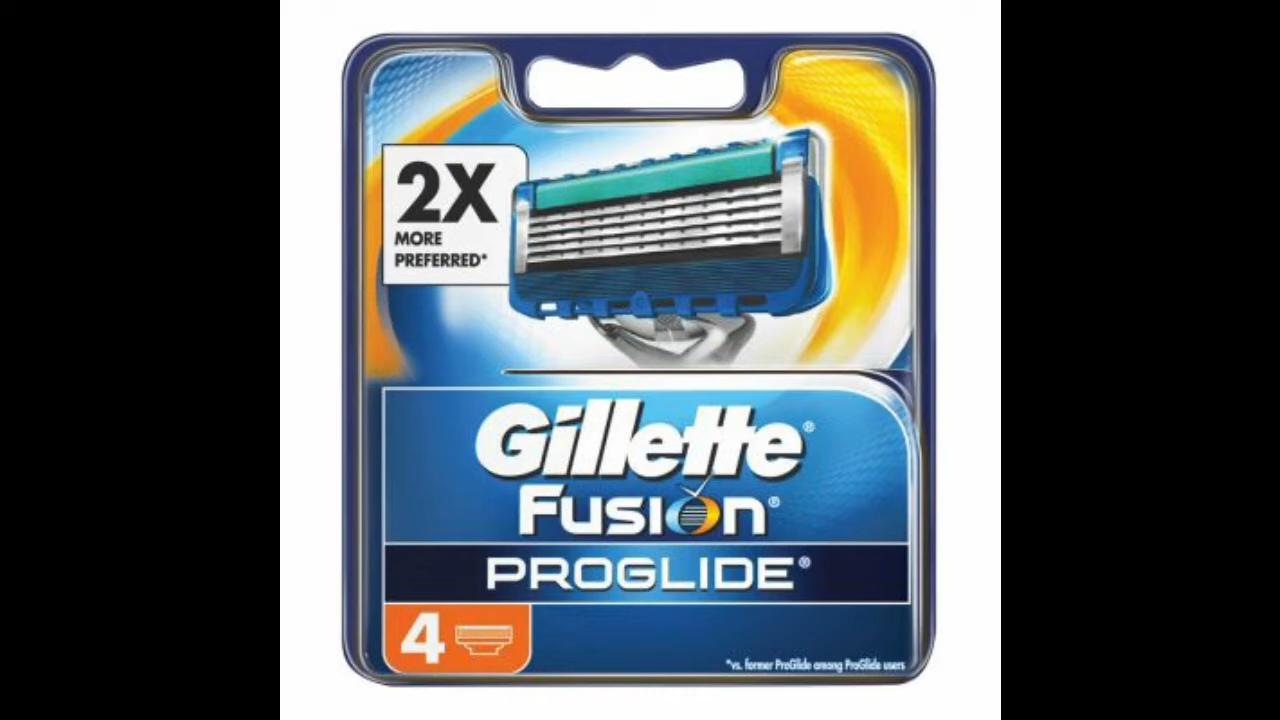 2X
MORE
PREFERRED*
Gillette®
Fusion®
PROGLIDE®
4
*vs. former ProGlide among ProGlide users